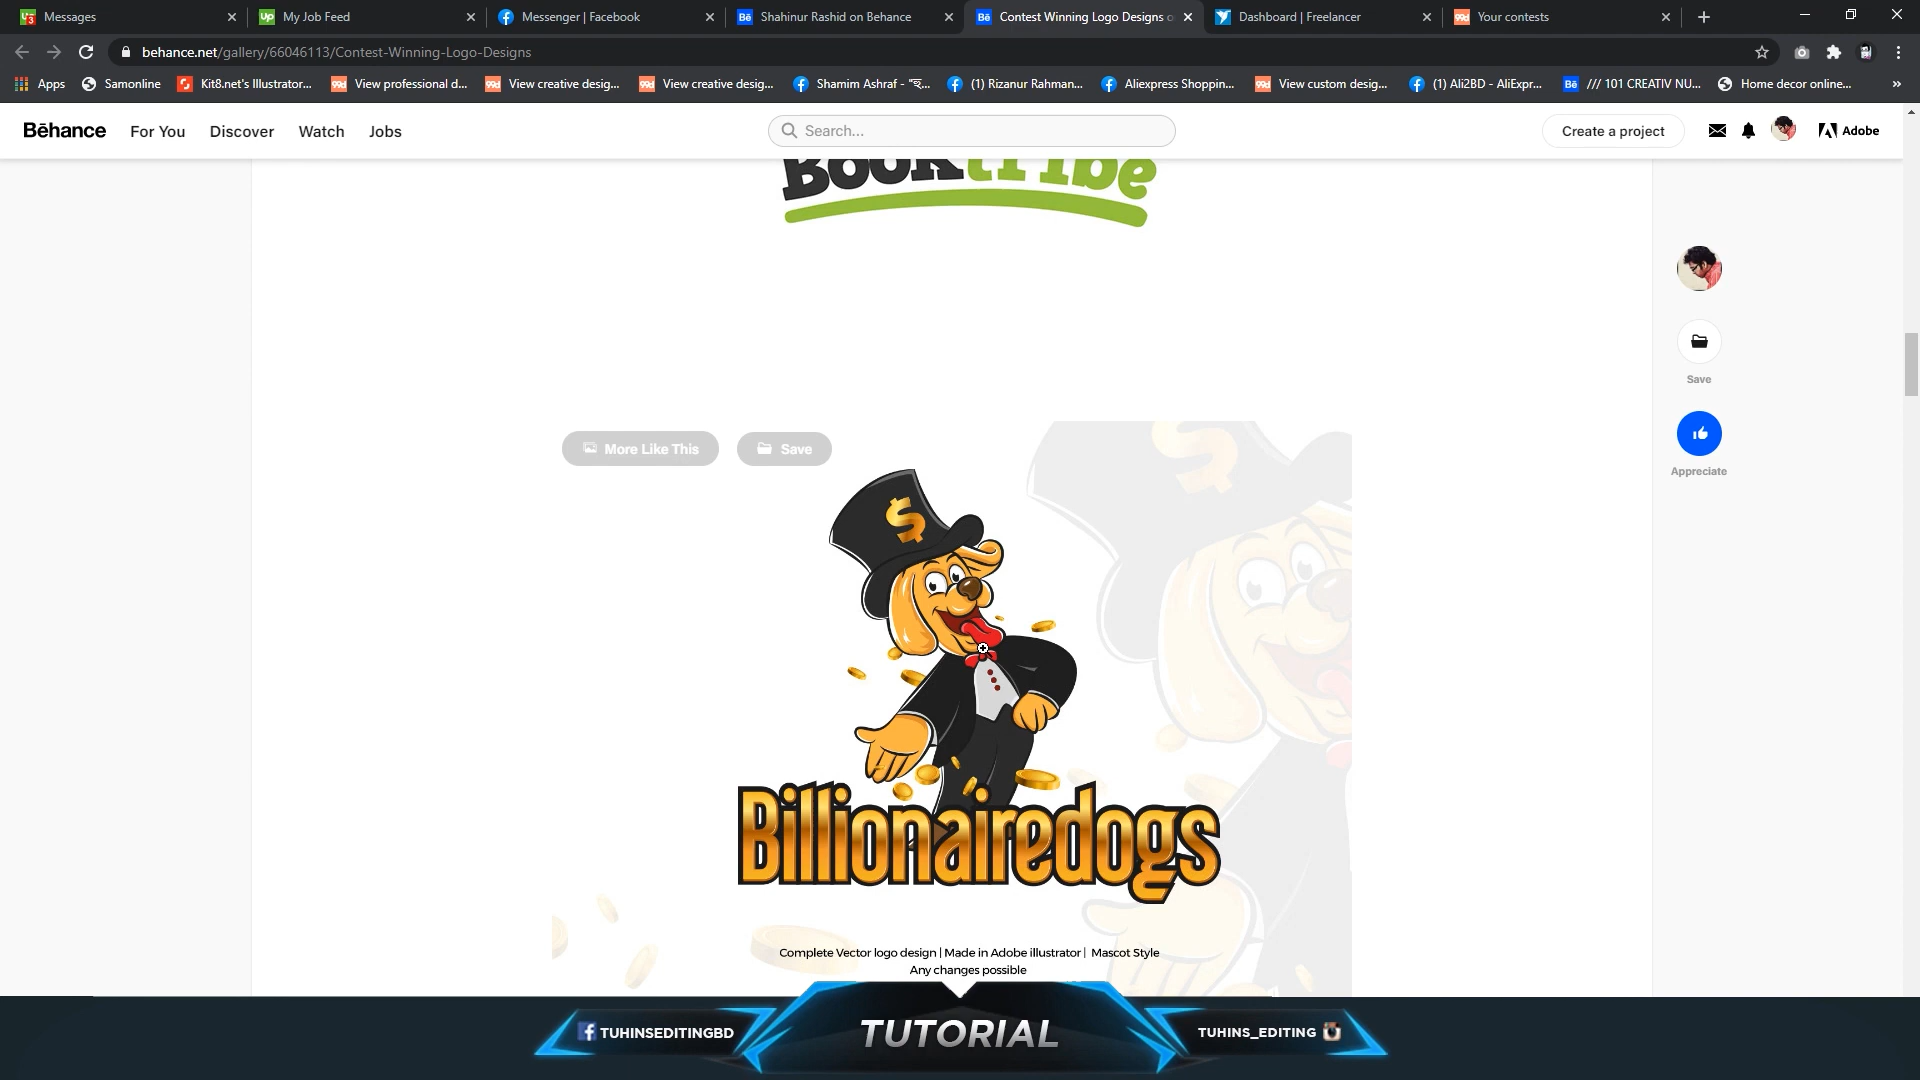 Messages
My Job Feed
Messenger | Facebook
Shahinur Rashid on Behance
Contest Winning Logo Designs o
Dashboard | Freelancer
Your contests
behance.net/gallery/66046113/Contest-Winning-Logo-Designs
Apps
Samonline
Kit8.net's Illustrator...
View professional d...
View creative desig...
View creative desig...
Shamim Ashraf - "ই...
(1) Rizanur Rahman...
Aliexpress Shoppin...
View custom desig...
(1) Ali2BD - AliExpr...
/// 101 CREATIV NU...
Home decor online...
Bēhance
For You
Discover
Watch
Jobs
Search...
Create a project
Adobe
Booktribe
Save
Appreciate
More Like This
Save
$
Billionairedogs
Complete Vector logo design | Made in Adobe illustrator | Mascot Style
Any changes possible
TUHINSEDITINGBD
TUTORIAL
TUHINS_EDITING